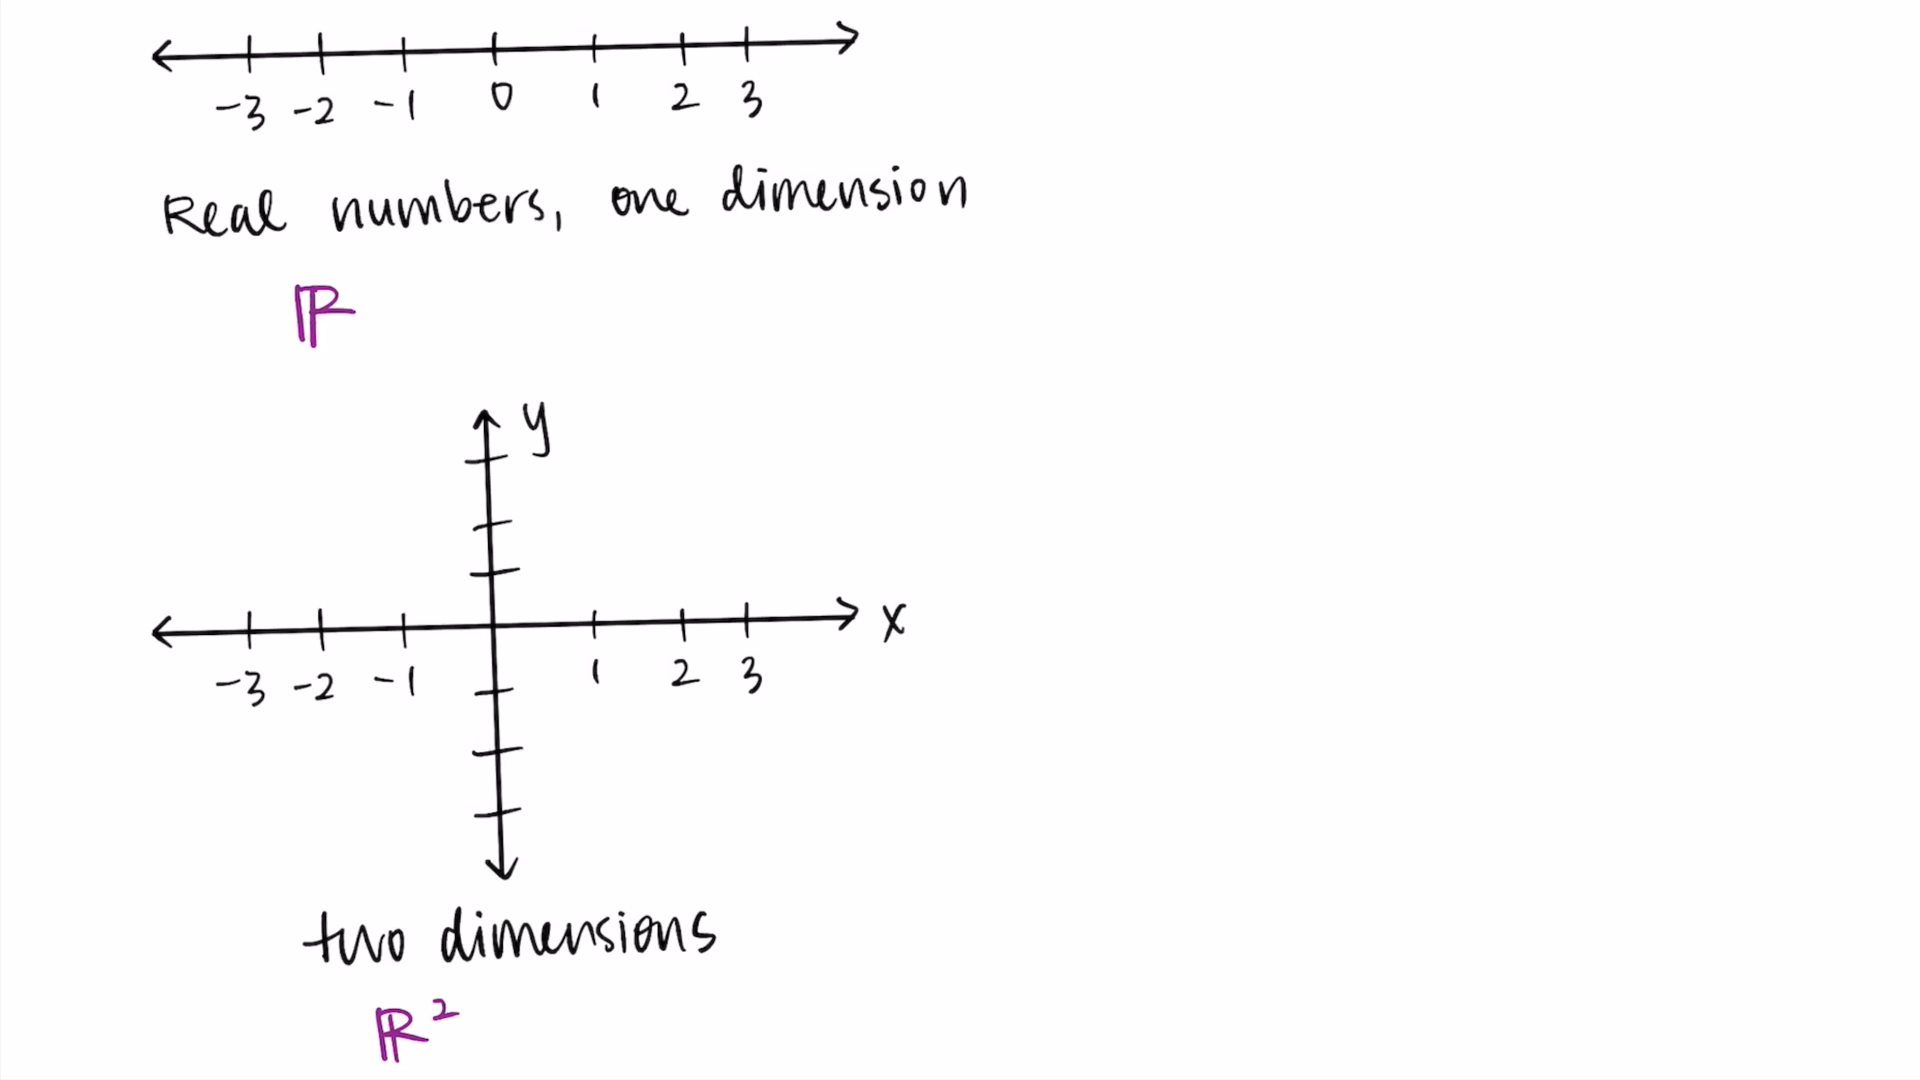 -3 -2 -1 0 1 2 3
Real numbers, one dimension
ℝ
y
x
-3 -2 -1 1 2 3
two dimensions
ℝ²